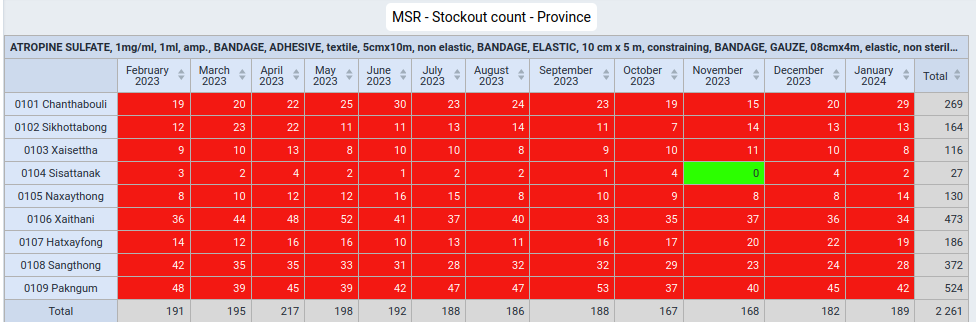 MSR - Stockout count - Province
ATROPINE SULFATE, 1mg/ml, 1ml, amp., BANDAGE, ADHESIVE, textile, 5cmx10m, non elastic, BANDAGE, ELASTIC, 10 cm x 5 m, constraining, BANDAGE, GAUZE, 08cmx4m, elastic, non steril...
February 2023 March 2023 April 2023 May 2023 June 2023 July 2023 August 2023 September 2023 October 2023 November 2023 December 2023 January 2024 Total
0101 Chanthabouli 19 20 22 25 30 23 24 23 19 15 20 29 269
0102 Sikhottabong 12 23 22 11 11 13 14 11 7 14 13 13 164
0103 Xaisettha 9 10 13 8 10 10 8 9 10 11 10 8 116
0104 Sisattanak 3 2 4 2 1 2 2 1 4 0 4 2 27
0105 Naxaythong 8 10 12 12 16 15 8 10 9 8 8 14 130
0106 Xaithani 36 44 48 52 41 37 40 33 35 37 36 34 473
0107 Hatxayfong 14 12 16 16 10 13 11 16 17 20 22 19 186
0108 Sangthong 42 35 35 33 31 28 32 32 29 23 24 28 372
0109 Pakngum 48 39 45 39 42 47 47 53 37 40 45 42 524
Total 191 195 217 198 192 188 186 188 167 168 182 189 2 261